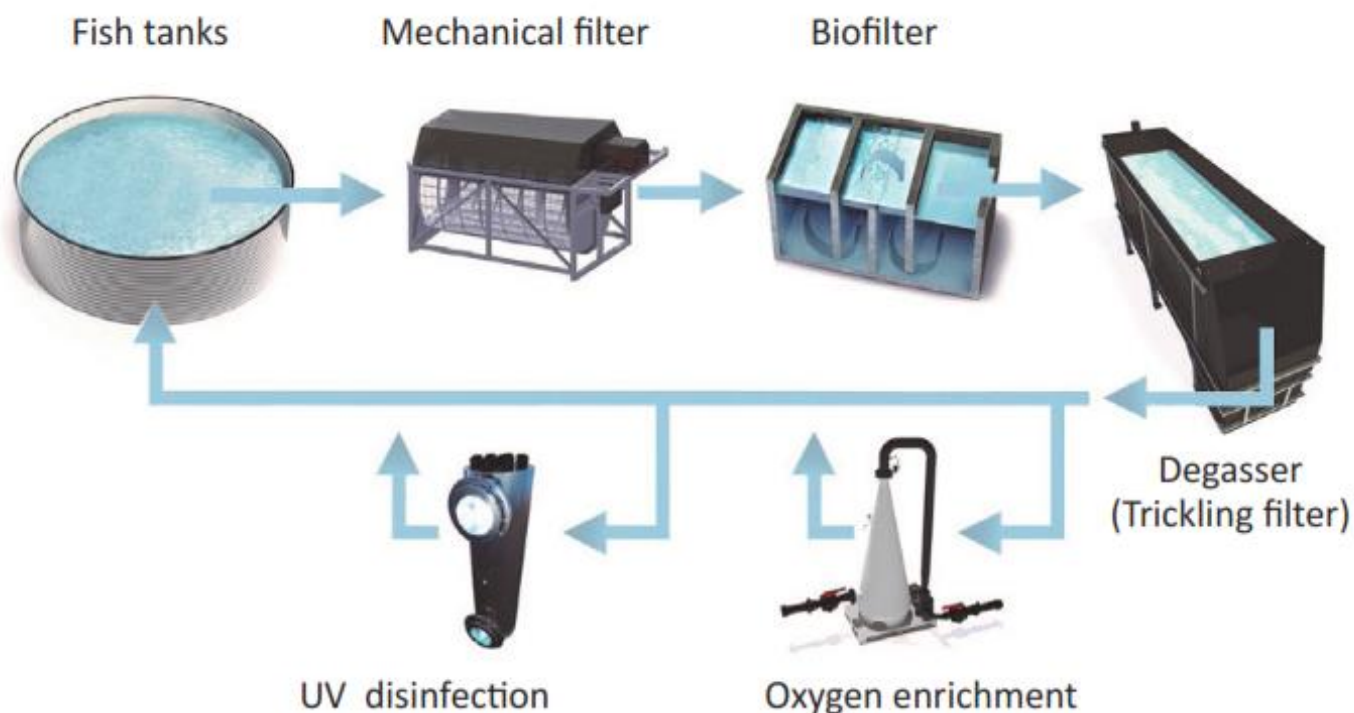 Fish tanks
Mechanical filter
Biofilter
Degasser
(Trickling filter)
UV disinfection
Oxygen enrichment